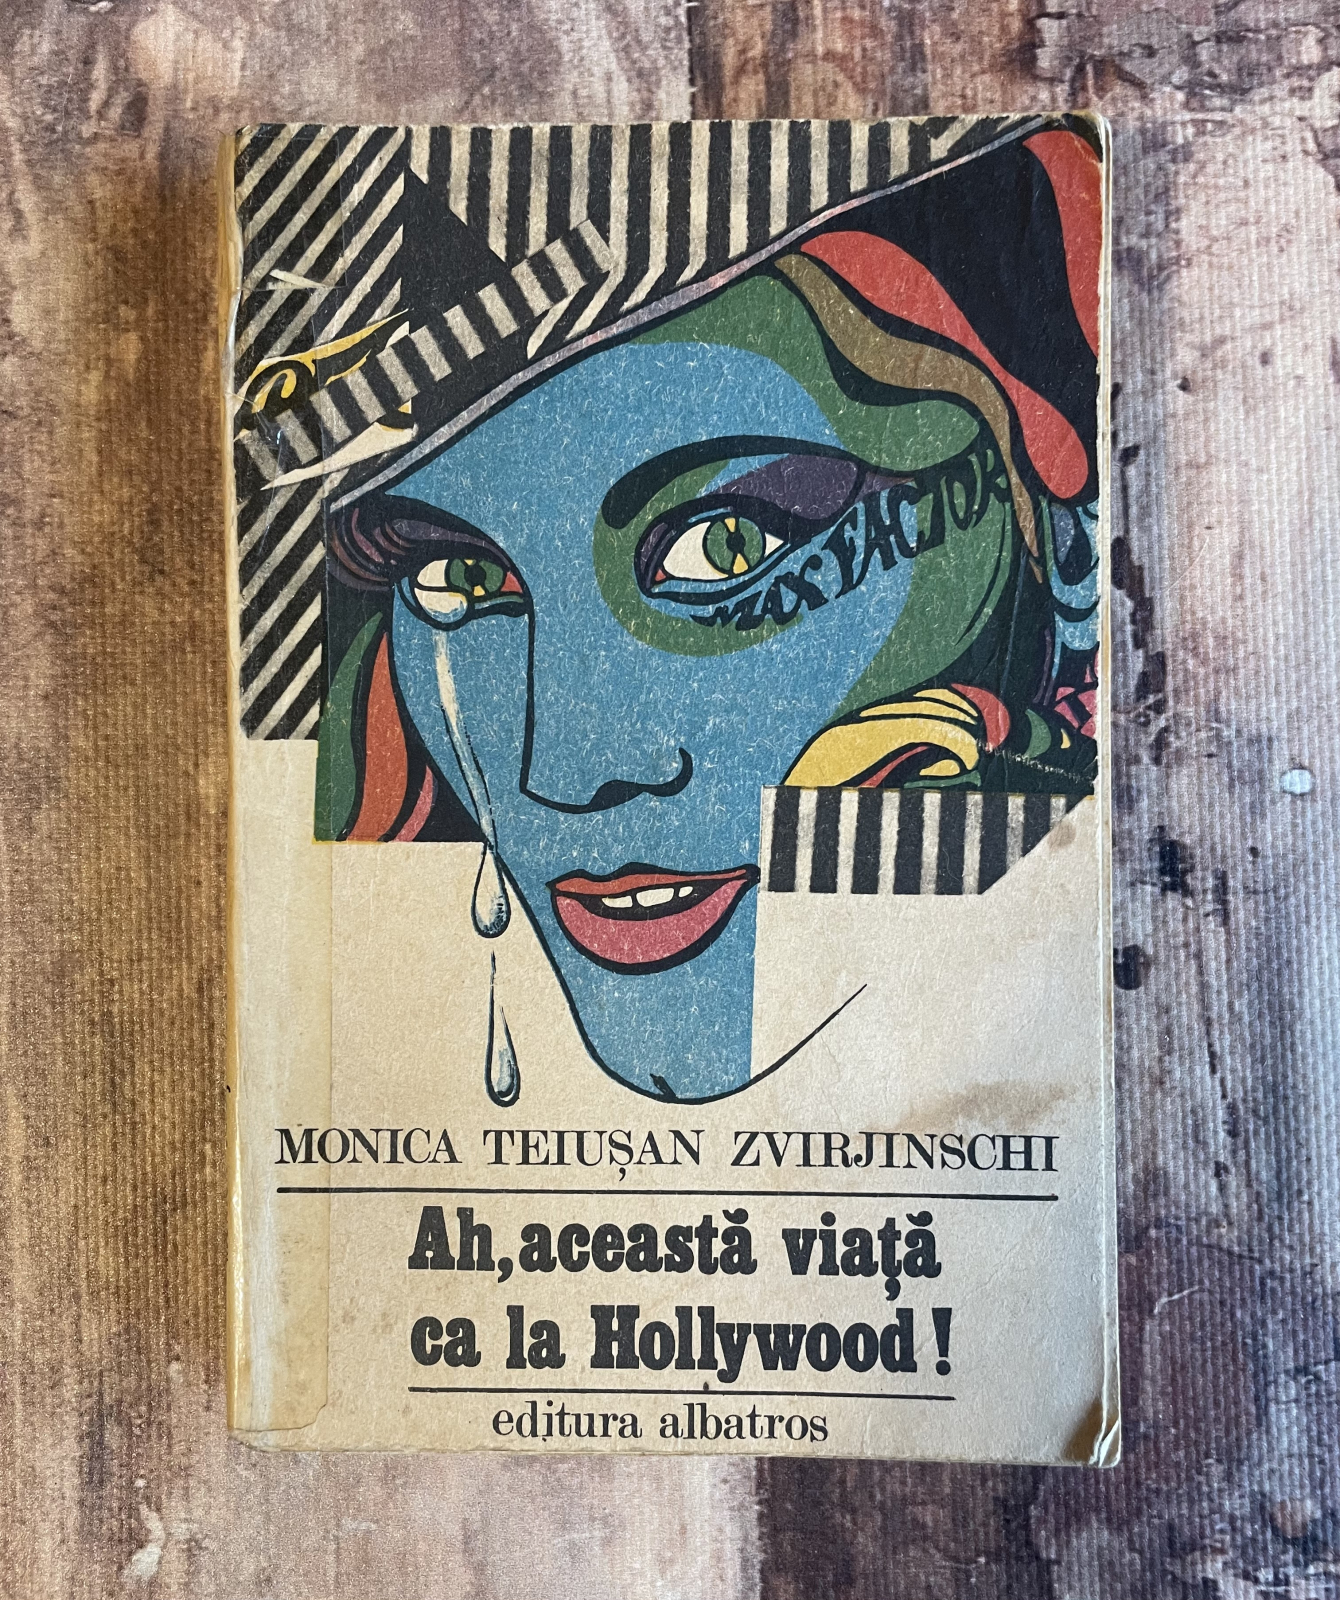 MAX FACTOR
MONICA TEIUȘAN ZVIRJINSCHI
Ah, această viață
ca la Hollywood!
editura albatros